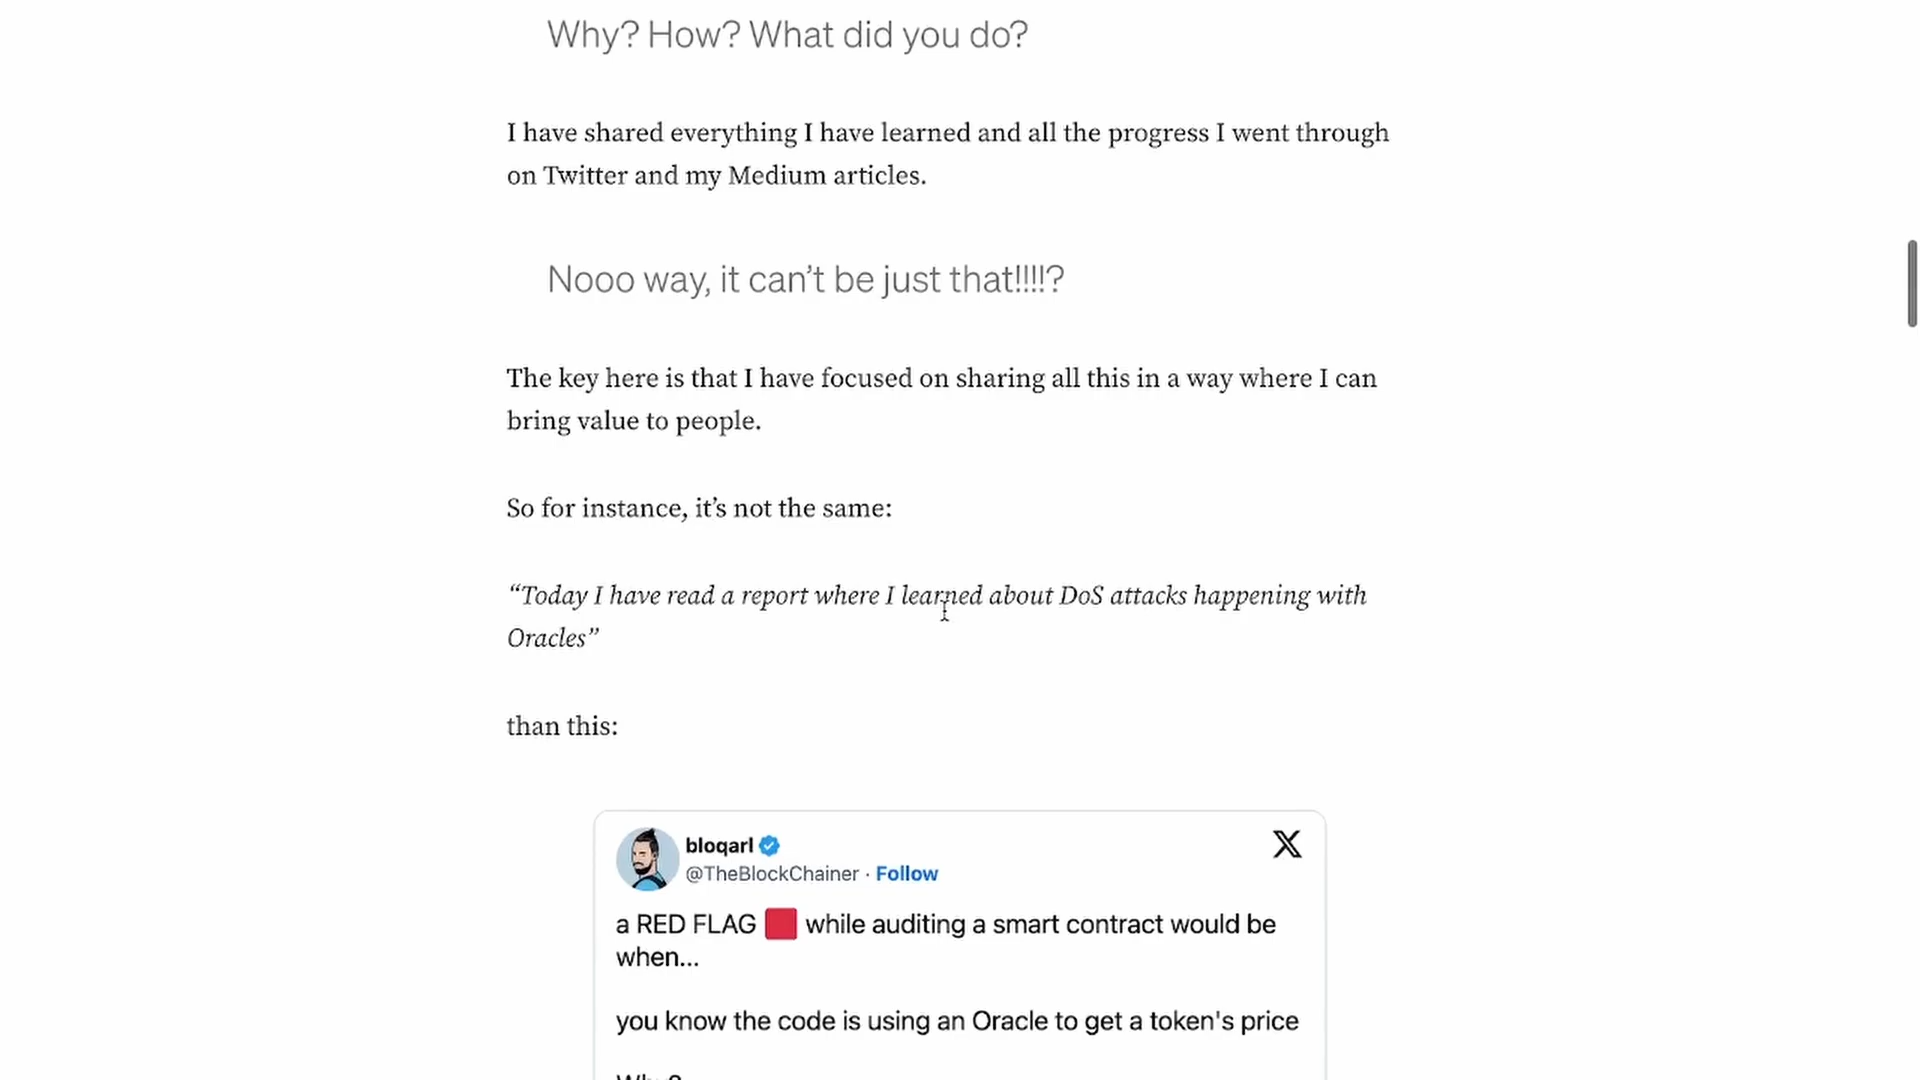 Why? How? What did you do?
I have shared everything I have learned and all the progress I went through
on Twitter and my Medium articles.
Nooo way, it can’t be just that!!!!?
The key here is that I have focused on sharing all this in a way where I can
bring value to people.
So for instance, it’s not the same:
“Today I have read a report where I learned about DoS attacks happening with
Oracles”
than this:
bloqarl
@TheBlockChainer · Follow
a RED FLAG 🟥 while auditing a smart contract would be
when...
you know the code is using an Oracle to get a token's price